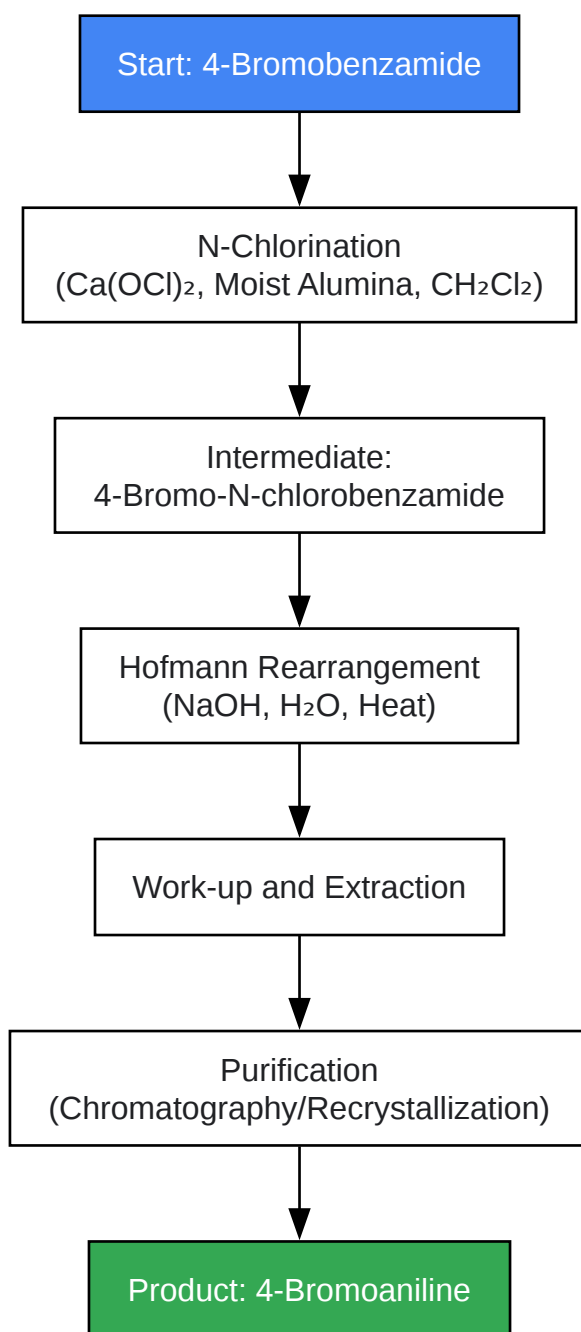 Start: 4-Bromobenzamide
N-Chlorination
(Ca(OCl)₂, Moist Alumina, CH₂Cl₂)
Intermediate:
4-Bromo-N-chlorobenzamide
Hofmann Rearrangement
(NaOH, H₂O, Heat)
Work-up and Extraction
Purification
(Chromatography/Recrystallization)
Product: 4-Bromoaniline